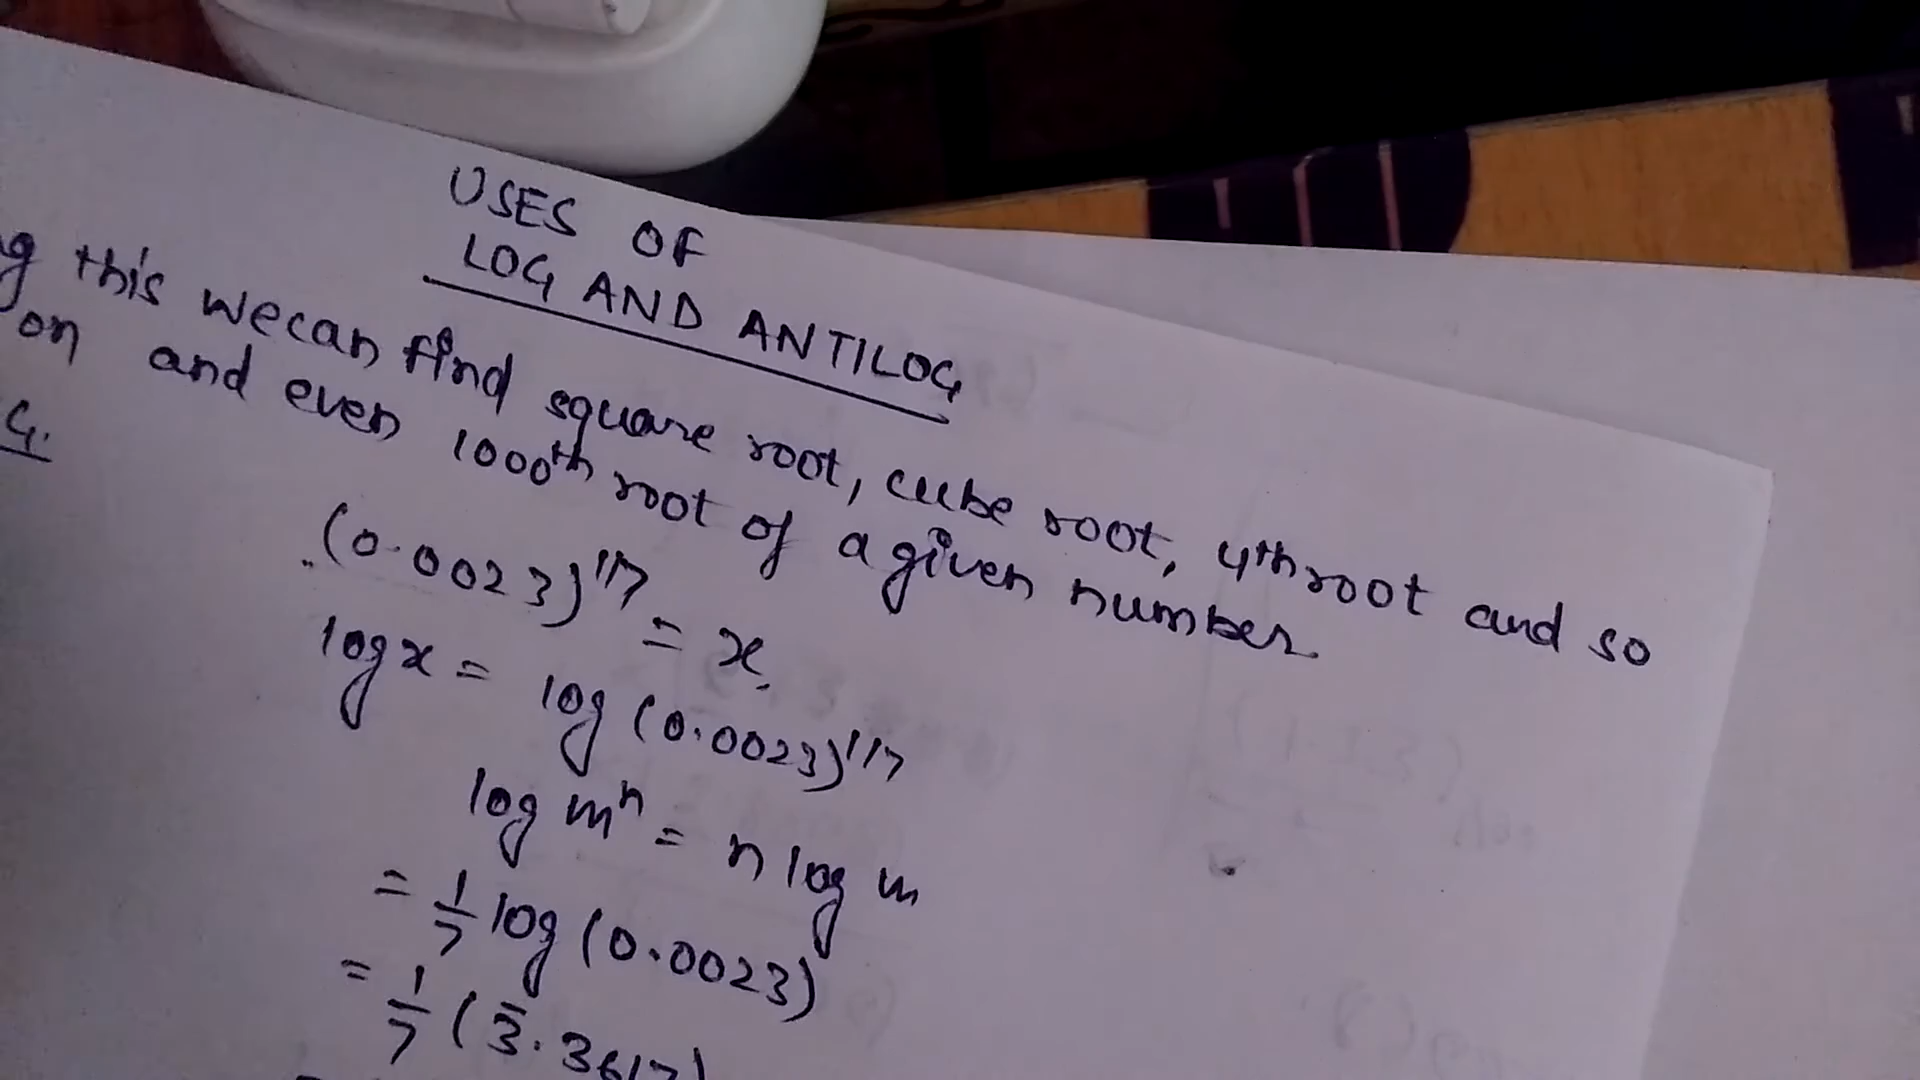 USES OF
LOG AND ANTILOG
this we can find square root, cube root, 4th root and so
on and even 1000th root of a given number.
(0.0023)^1/7 = x.
log x = log (0.0023)^1/7
log m^n = n log m
= 1/7 log (0.0023)
= 1/7 (3̄.3617)